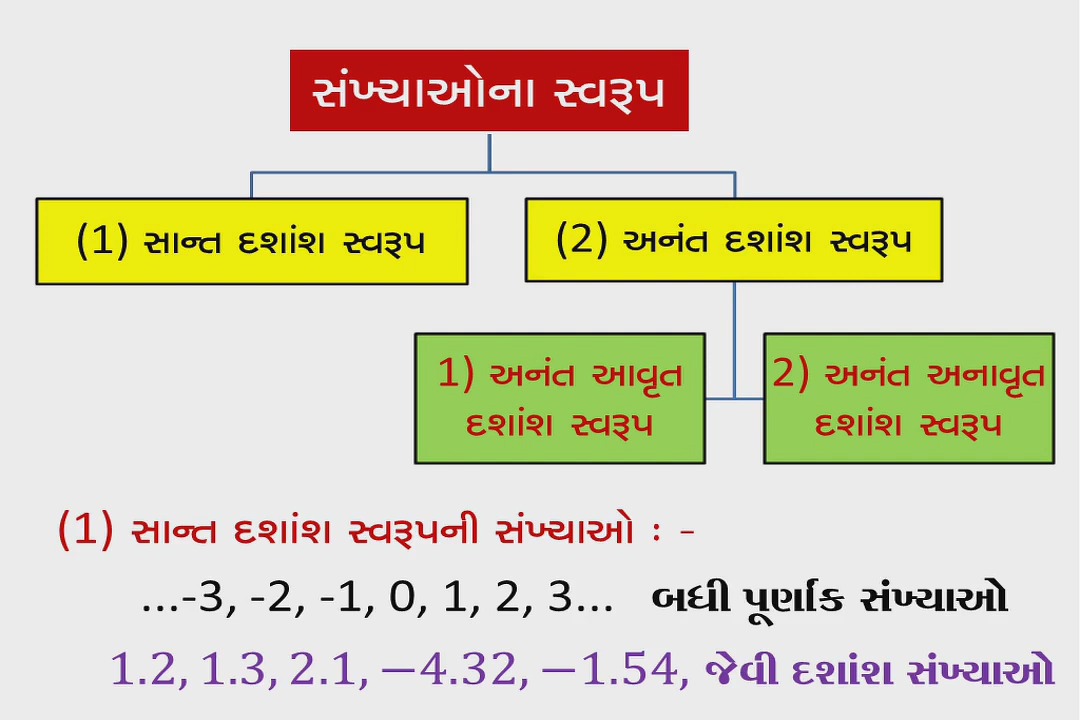 સંખ્યાઓના સ્વરૂપ
(1) સાન્ત દશાંશ સ્વરૂપ
(2) અનંત દશાંશ સ્વરૂપ
1) અનંત આવૃત
દશાંશ સ્વરૂપ
2) અનંત અનાવૃત
દશાંશ સ્વરૂપ
(1) સાન્ત દશાંશ સ્વરૂપની સંખ્યાઓ : -
...-3, -2, -1, 0, 1, 2, 3... બધી પૂર્ણાંક સંખ્યાઓ
1.2, 1.3, 2.1, −4.32, −1.54, જેવી દશાંશ સંખ્યાઓ